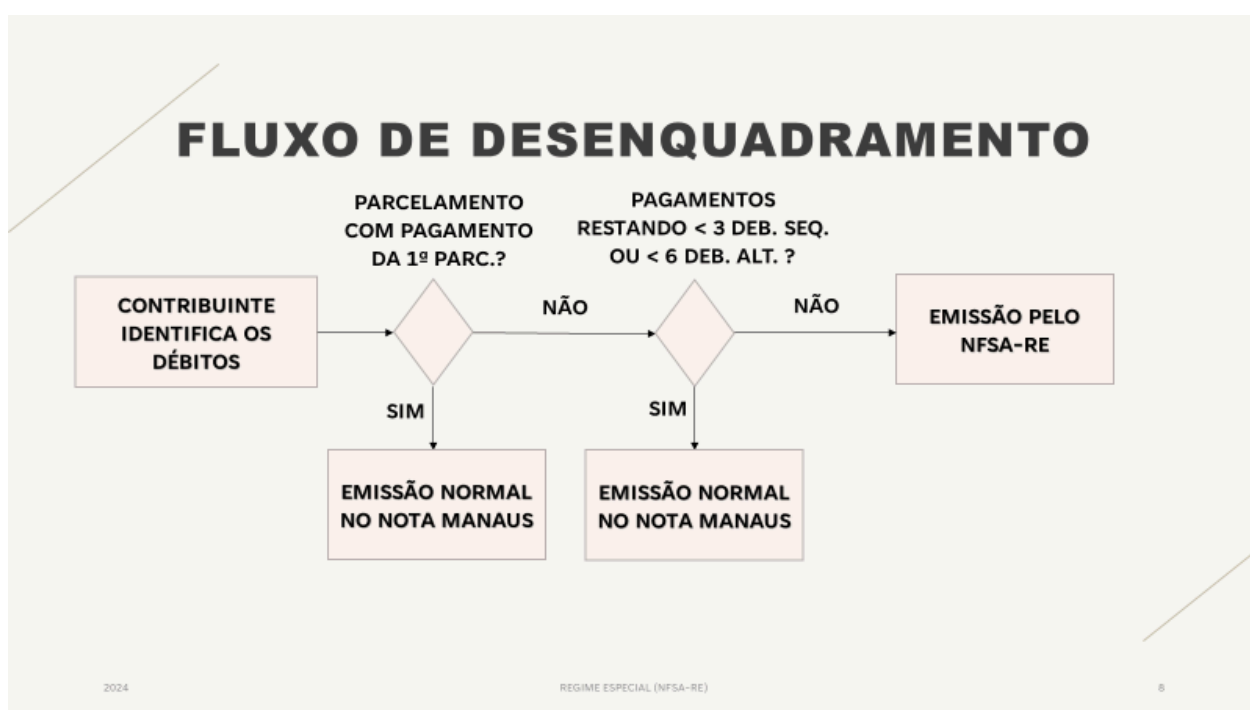 FLUXO DE DESENQUADRAMENTO
PARCELAMENTO
COM PAGAMENTO
DA 1ª PARC.?
PAGAMENTOS
RESTANDO < 3 DEB. SEQ.
OU < 6 DEB. ALT. ?
CONTRIBUINTE
IDENTIFICA OS
DÉBITOS
NÃO
NÃO
EMISSÃO PELO
NFSA-RE
SIM
SIM
EMISSÃO NORMAL
NO NOTA MANAUS
EMISSÃO NORMAL
NO NOTA MANAUS
2024
REGIME ESPECIAL (NFSA-RE)
8